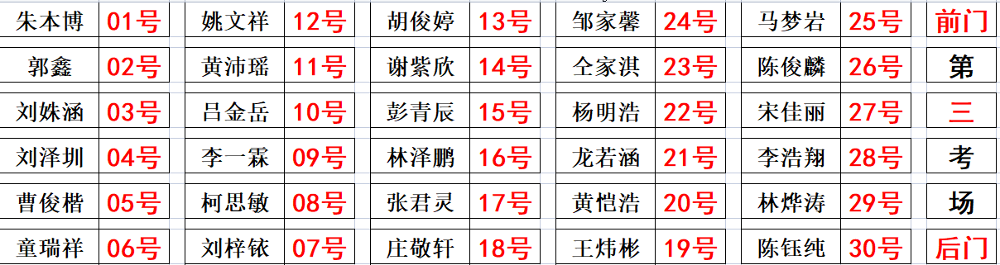 朱本博 01号 姚文祥 12号 胡俊婷 13号 邹家馨 24号 马梦岩 25号 前门
郭鑫 02号 黄沛瑶 11号 谢紫欣 14号 仝家淇 23号 陈俊麟 26号 第
刘姝涵 03号 吕金岳 10号 彭青辰 15号 杨明浩 22号 宋佳丽 27号 三
刘泽圳 04号 李一霖 09号 林泽鹏 16号 龙若涵 21号 李浩翔 28号 考
曹俊楷 05号 柯思敏 08号 张君灵 17号 黄恺浩 20号 林烨涛 29号 场
童瑞祥 06号 刘梓铱 07号 庄敬轩 18号 王炜彬 19号 陈钰纯 30号 后门